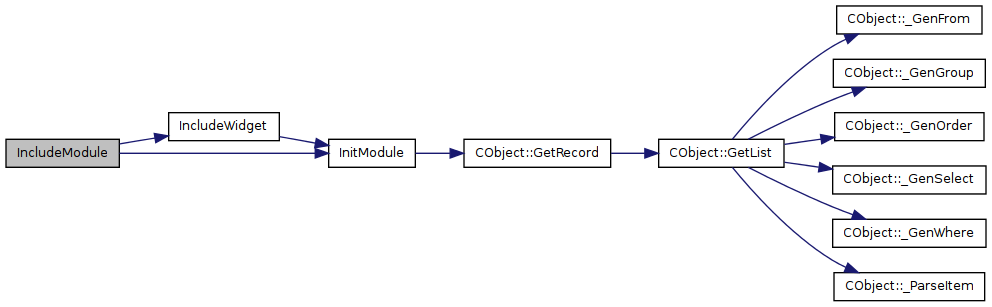 IncludeModule
IncludeWidget
InitModule
CObject::GetRecord
CObject::GetList
CObject::_GenFrom
CObject::_GenGroup
CObject::_GenOrder
CObject::_GenSelect
CObject::_GenWhere
CObject::_ParseItem